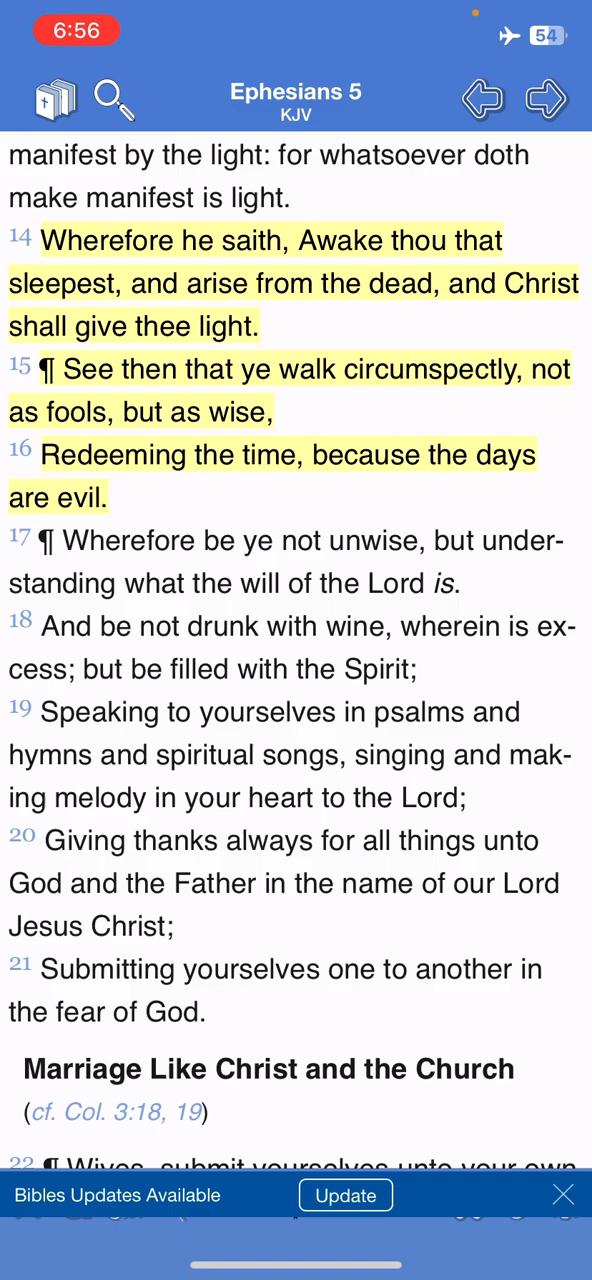 6:56
54
Ephesians 5
KJV
manifest by the light: for whatsoever doth
make manifest is light.
14 Wherefore he saith, Awake thou that
sleepest, and arise from the dead, and Christ
shall give thee light.
15 ¶ See then that ye walk circumspectly, not
as fools, but as wise,
16 Redeeming the time, because the days
are evil.
17 ¶ Wherefore be ye not unwise, but under-
standing what the will of the Lord is.
18 And be not drunk with wine, wherein is ex-
cess; but be filled with the Spirit;
19 Speaking to yourselves in psalms and
hymns and spiritual songs, singing and mak-
ing melody in your heart to the Lord;
20 Giving thanks always for all things unto
God and the Father in the name of our Lord
Jesus Christ;
21 Submitting yourselves one to another in
the fear of God.
Marriage Like Christ and the Church
(cf. Col. 3:18, 19)
22 ¶ Wives, submit yourselves unto your own
Bibles Updates Available
Update